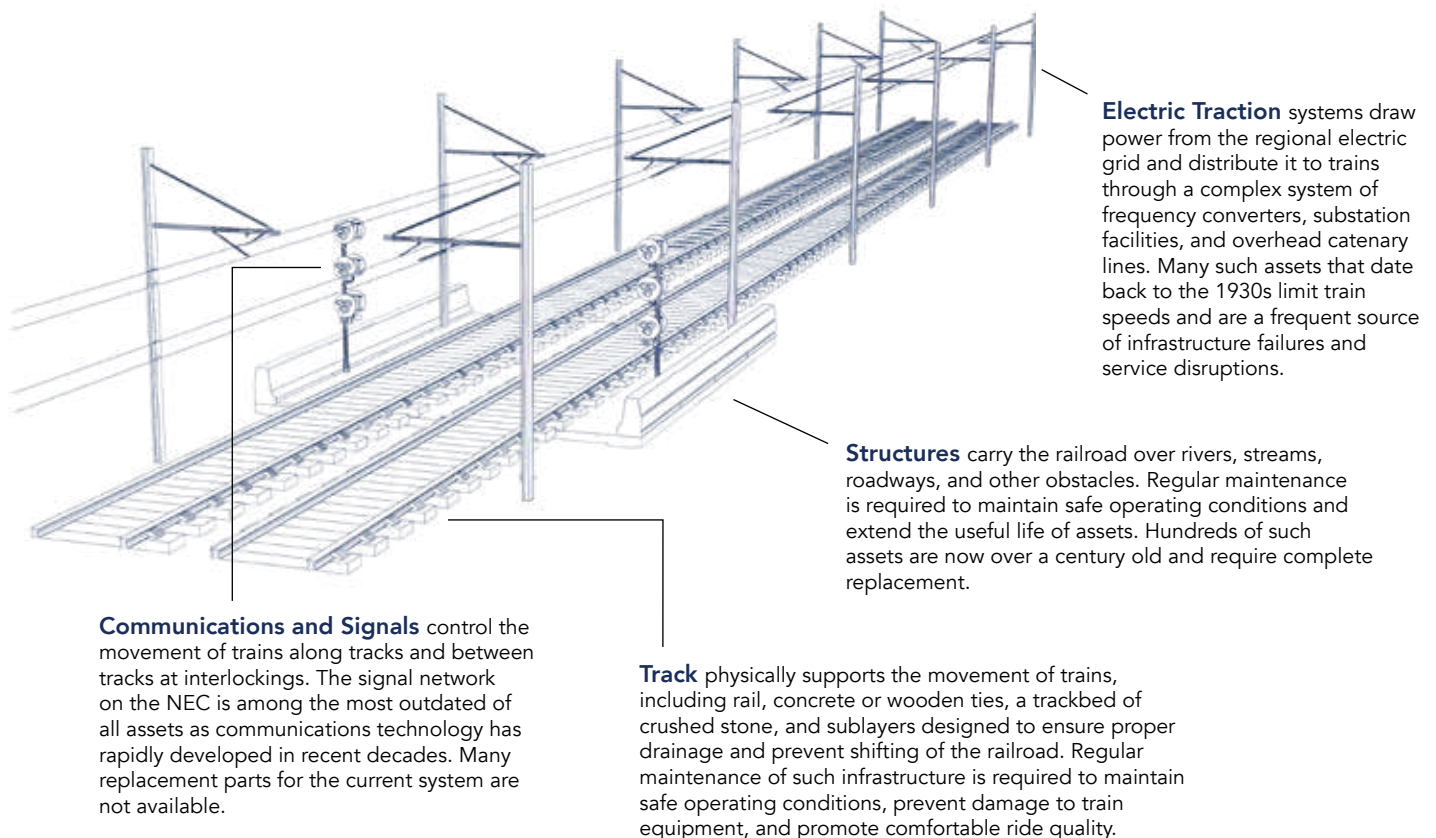 Electric Traction systems draw
power from the regional electric
grid and distribute it to trains
through a complex system of
frequency converters, substation
facilities, and overhead catenary
lines. Many such assets that date
back to the 1930s limit train
speeds and are a frequent source
of infrastructure failures and
service disruptions.
Structures carry the railroad over rivers, streams,
roadways, and other obstacles. Regular maintenance
is required to maintain safe operating conditions and
extend the useful life of assets. Hundreds of such
assets are now over a century old and require complete
replacement.
Communications and Signals control the
movement of trains along tracks and between
tracks at interlockings. The signal network
on the NEC is among the most outdated of
all assets as communications technology has
rapidly developed in recent decades. Many
replacement parts for the current system are
not available.
Track physically supports the movement of trains,
including rail, concrete or wooden ties, a trackbed of
crushed stone, and sublayers designed to ensure proper
drainage and prevent shifting of the railroad. Regular
maintenance of such infrastructure is required to maintain
safe operating conditions, prevent damage to train
equipment, and promote comfortable ride quality.